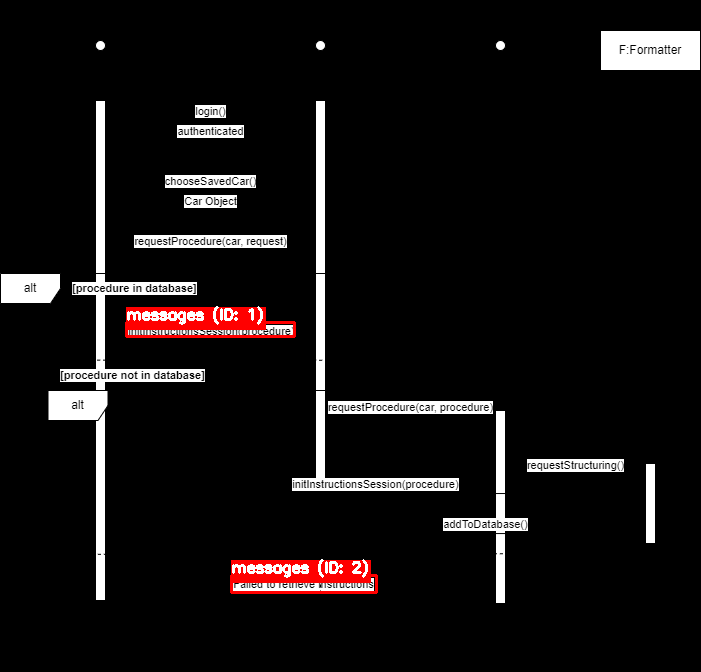 F:Formatter
login()
authenticated
chooseSavedCar()
Car Object
requestProcedure(car, request)
alt
[procedure in database]
messages (ID: 1)
initInstructionsSession(procedure)
[procedure not in database]
alt
requestProcedure(car, procedure)
requestStructuring()
initInstructionsSession(procedure)
addToDatabase()
messages (ID: 2)
Failed to retrieve instructions